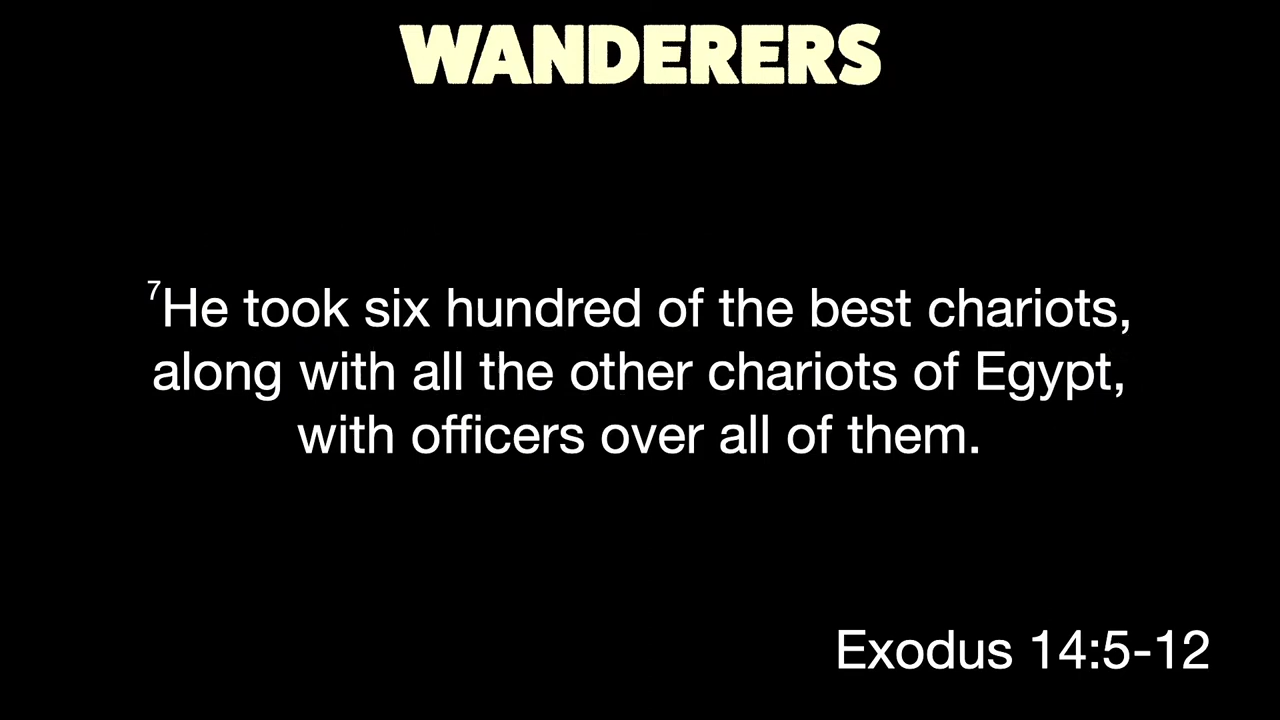 WANDERERS
⁷He took six hundred of the best chariots,
along with all the other chariots of Egypt,
with officers over all of them.
Exodus 14:5-12